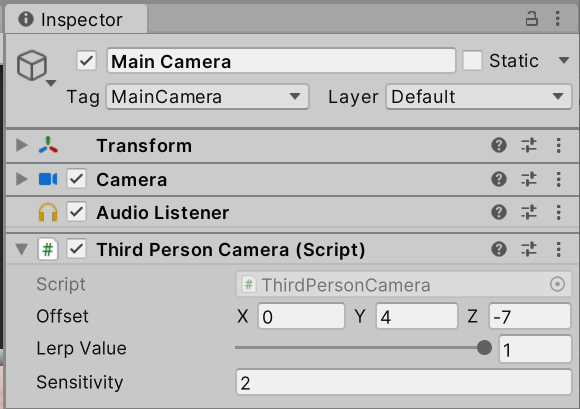 Inspector
Main Camera Static
Tag MainCamera Layer Default
Transform
Camera
Audio Listener
# Third Person Camera (Script)
Script # ThirdPersonCamera
Offset X 0 Y 4 Z -7
Lerp Value 1
Sensitivity 2